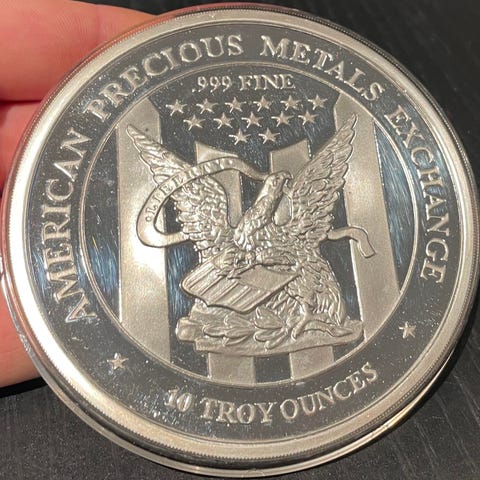 AMERICAN PRECIOUS METALS EXCHANGE
.999 FINE
10 TROY OUNCES